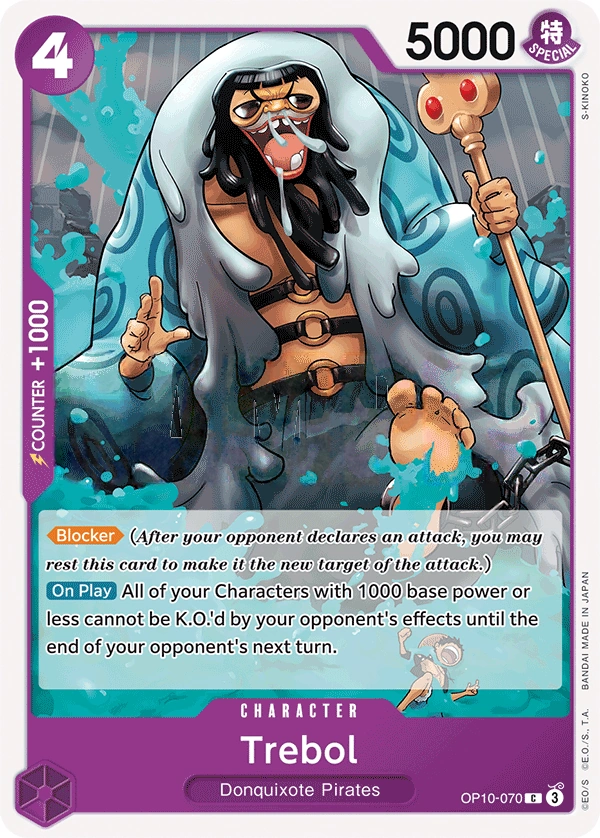 4
5000
特
SPECIAL
S-KINOKO
COUNTER +1000
Blocker (After your opponent declares an attack, you may
rest this card to make it the new target of the attack.)
On Play All of your Characters with 1000 base power or
less cannot be K.O.'d by your opponent's effects until the
end of your opponent's next turn.
CHARACTER
Trebol
Donquixote Pirates
OP10-070 C 3
©EO/S ©E.O./S., T.A. BANDAI MADE IN JAPAN